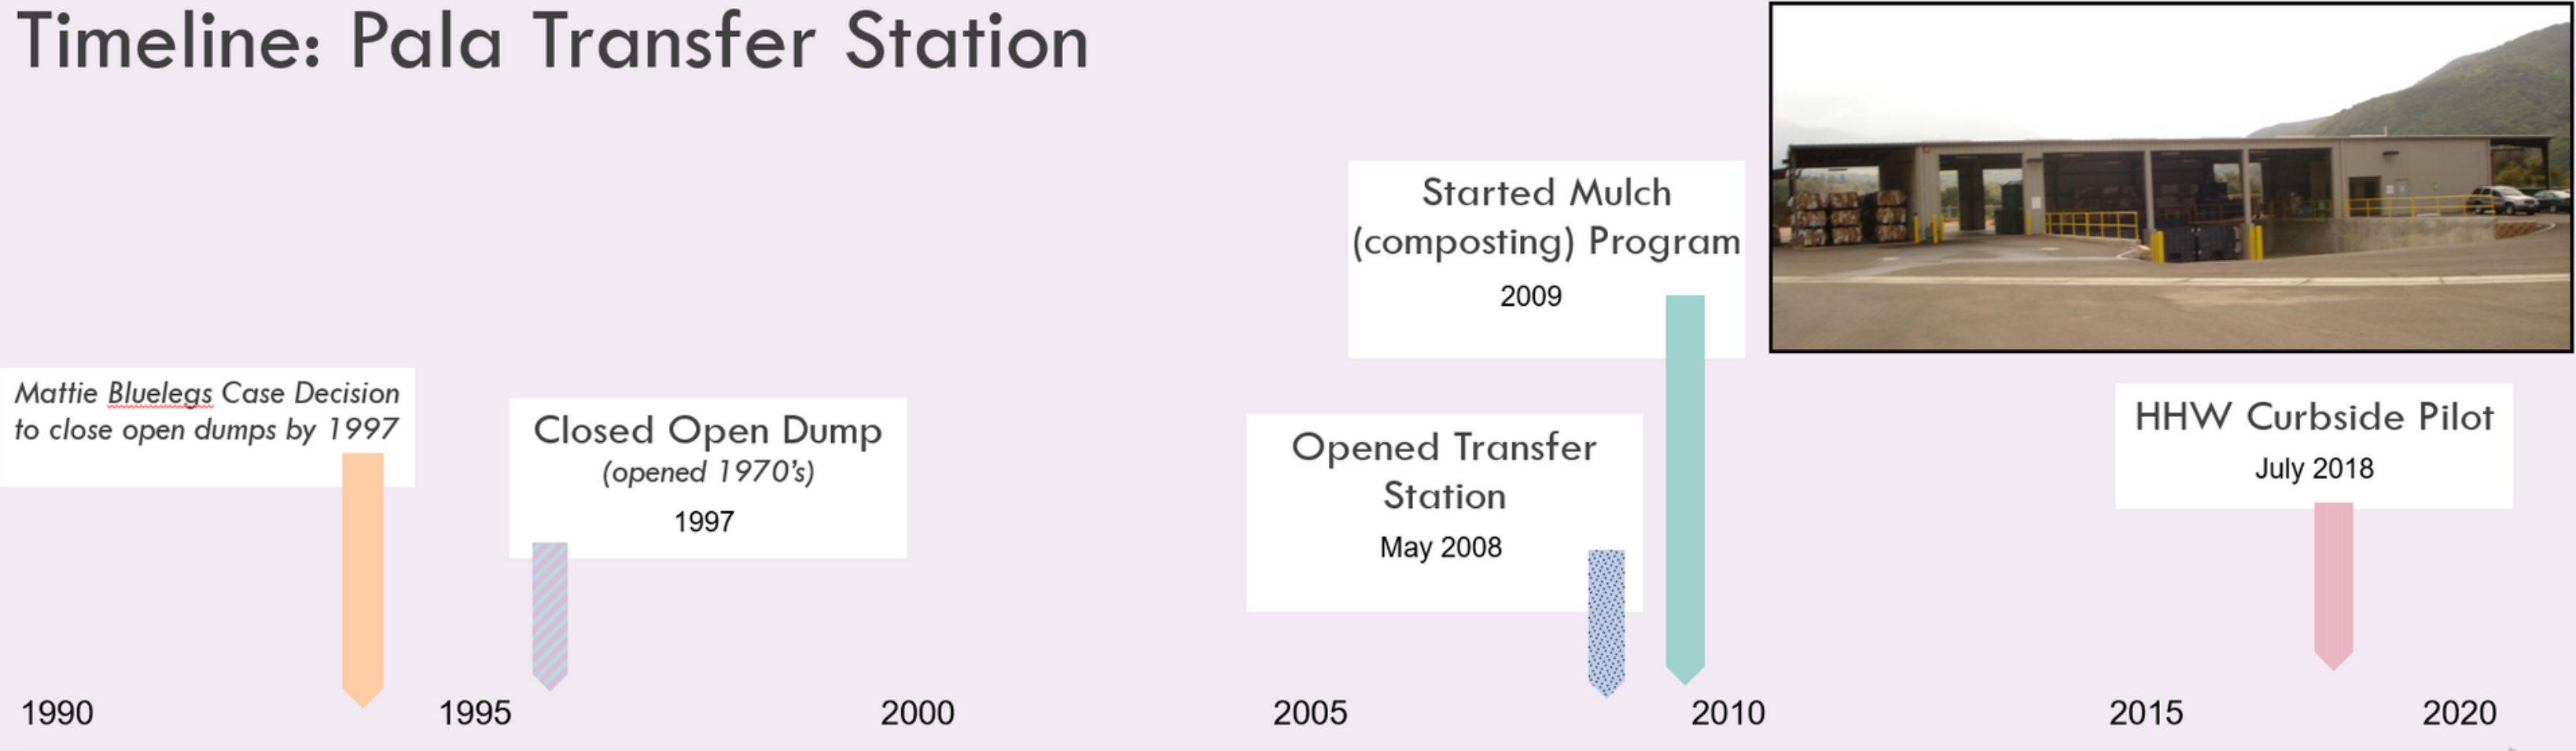 Timeline: Pala Transfer Station
Started Mulch
(composting) Program
2009
Mattie Bluelegs Case Decision
to close open dumps by 1997
Closed Open Dump
(opened 1970's)
1997
Opened Transfer
Station
May 2008
HHW Curbside Pilot
July 2018
1990 1995 2000 2005 2010 2015 2020